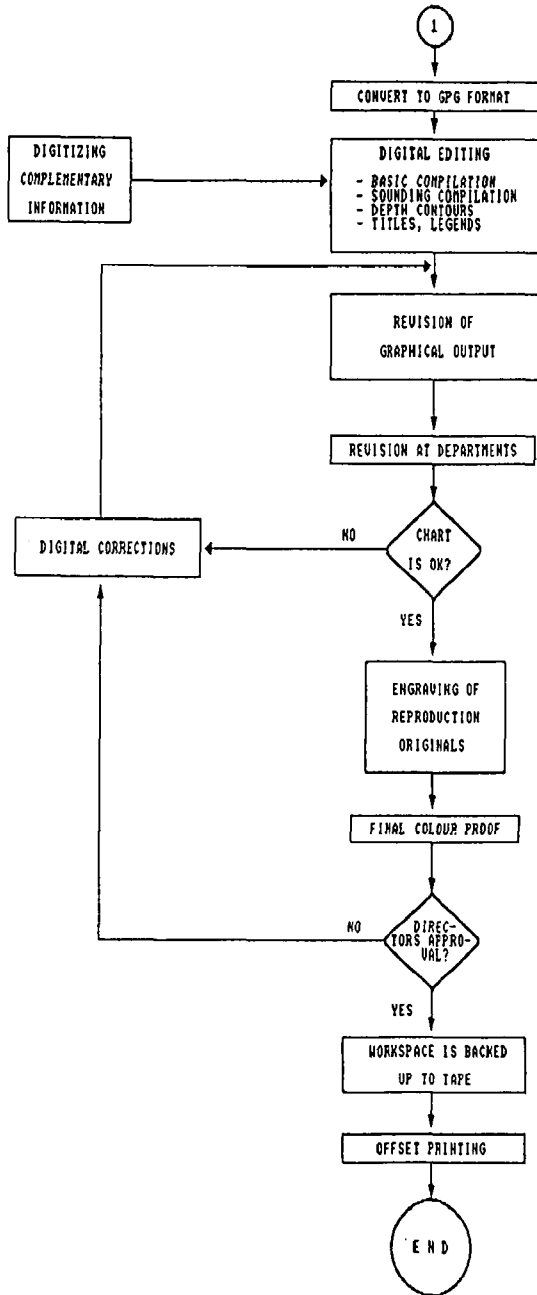 1
CONVERT TO GPG FORMAT
DIGITIZING
COMPLEMENTARY
INFORMATION
DIGITAL EDITING
- BASIC COMPILATION
- SOUNDING COMPILATION
- DEPTH CONTOURS
- TITLES, LEGENDS
REVISION OF
GRAPHICAL OUTPUT
REVISION AT DEPARTMENTS
DIGITAL CORRECTIONS
NO
CHART
IS OK?
YES
ENGRAVING OF
REPRODUCTION
ORIGINALS
FINAL COLOUR PROOF
NO
DIREC-
TORS APPRO-
VAL?
YES
WORKSPACE IS BACKED
UP TO TAPE
OFFSET PRINTING
END